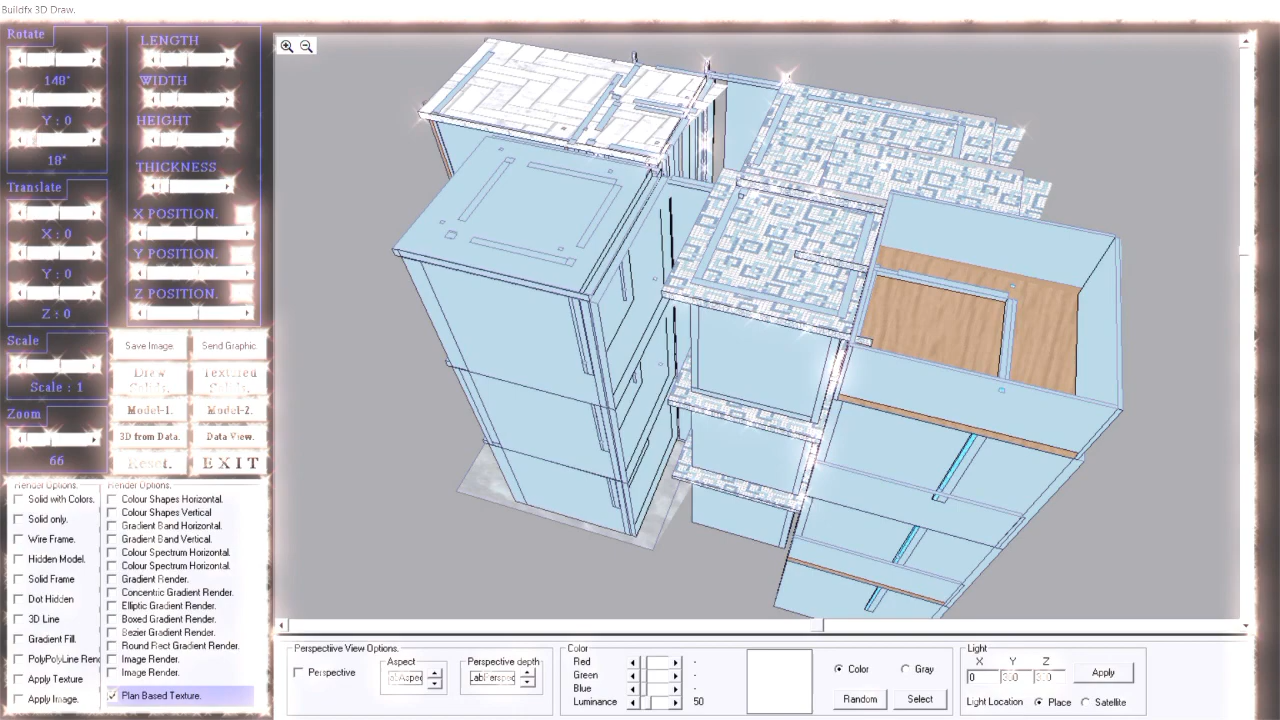 Buildfx 3D Draw.
Rotate
148°
Y : 0
18°
Translate
X : 0
Y : 0
Z : 0
Scale
Scale : 1
Zoom
66
LENGTH
WIDTH
HEIGHT
THICKNESS
X POSITION.
Y POSITION.
Z POSITION.
Save Image.
Send Graphic.
Draw Solids.
Textured Solids.
Model-1.
Model-2.
3D from Data.
Data View.
Reset.
EXIT
Render Options.
Solid with Colors.
Solid only.
Wire Frame.
Hidden Model.
Solid Frame
Dot Hidden
3D Line
Gradient Fill.
PolyPolyLine Rend
Apply Texture
Apply Image.
Render Options.
Colour Shapes Horizontal.
Colour Shapes Vertical
Gradient Band Horizontal.
Gradient Band Vertical.
Colour Spectrum Horizontal.
Colour Spectrum Horizontal.
Gradient Render.
Concentric Gradient Render.
Elliptic Gradient Render.
Boxed Gradient Render.
Bezier Gradient Render.
Round Rect Gradient Render.
Image Render.
Image Render.
Plan Based Texture.
Perspective View Options.
Perspective
Aspect
Perspective depth
LabPerspec
Color
Red
Green
Blue
Luminance
50
Color
Gray
Random
Select
Light
X Y Z
0
Apply
Light Location
Place
Satellite